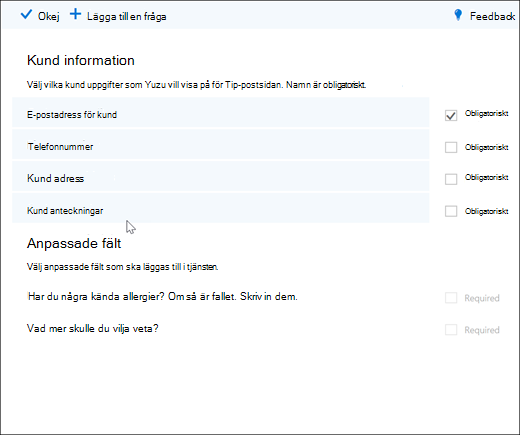 Okej Lägga till en fråga Feedback
Kund information
Välj vilka kund uppgifter som Yuzu vill visa på för Tip-postsidan. Namn är obligatoriskt.
E-postadress för kund Obligatoriskt
Telefonnummer Obligatoriskt
Kund adress Obligatoriskt
Kund anteckningar Obligatoriskt
Anpassade fält
Välj anpassade fält som ska läggas till i tjänsten.
Har du några kända allergier? Om så är fallet. Skriv in dem. Required
Vad mer skulle du vilja veta? Required